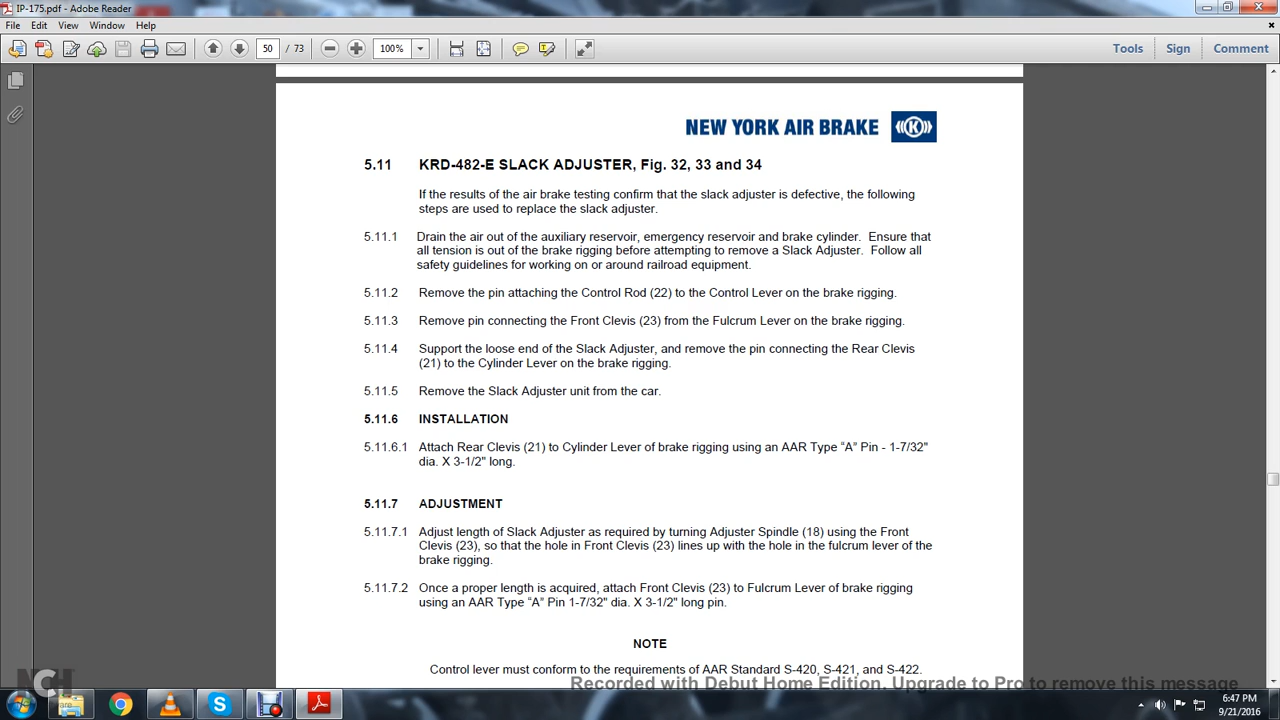 IP-175.pdf - Adobe Reader
File Edit View Window Help
50 / 73 100% Tools Sign Comment
NEW YORK AIR BRAKE K
5.11 KRD-482-E SLACK ADJUSTER, Fig. 32, 33 and 34
If the results of the air brake testing confirm that the slack adjuster is defective, the following
steps are used to replace the slack adjuster.
5.11.1 Drain the air out of the auxiliary reservoir, emergency reservoir and brake cylinder. Ensure that
all tension is out of the brake rigging before attempting to remove a Slack Adjuster. Follow all
safety guidelines for working on or around railroad equipment.
5.11.2 Remove the pin attaching the Control Rod (22) to the Control Lever on the brake rigging.
5.11.3 Remove pin connecting the Front Clevis (23) from the Fulcrum Lever on the brake rigging.
5.11.4 Support the loose end of the Slack Adjuster, and remove the pin connecting the Rear Clevis
(21) to the Cylinder Lever on the brake rigging.
5.11.5 Remove the Slack Adjuster unit from the car.
5.11.6 INSTALLATION
5.11.6.1 Attach Rear Clevis (21) to Cylinder Lever of brake rigging using an AAR Type “A” Pin - 1-7/32"
dia. X 3-1/2" long.
5.11.7 ADJUSTMENT
5.11.7.1 Adjust length of Slack Adjuster as required by turning Adjuster Spindle (18) using the Front
Clevis (23), so that the hole in Front Clevis (23) lines up with the hole in the fulcrum lever of the
brake rigging.
5.11.7.2 Once a proper length is acquired, attach Front Clevis (23) to Fulcrum Lever of brake rigging
using an AAR Type “A” Pin 1-7/32" dia. X 3-1/2" long pin.
NOTE
Control lever must conform to the requirements of AAR Standard S-420, S-421, and S-422.
Recorded with Debut Home Edition. Upgrade to Pro to remove this message
NCH
6:47 PM
9/21/2016